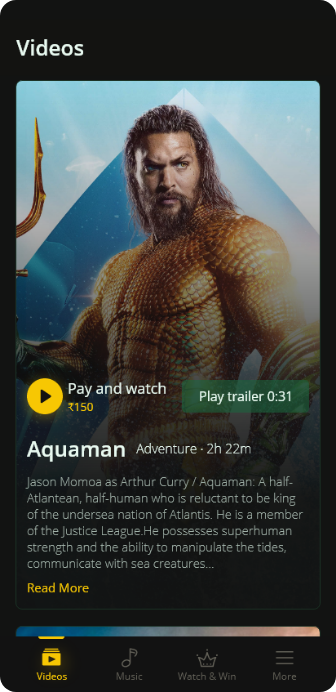 Videos
Pay and watch
₹150
Play trailer 0:31
Aquaman Adventure · 2h 22m
Jason Momoa as Arthur Curry / Aquaman: A half-
Atlantean, half-human who is reluctant to be king
of the undersea nation of Atlantis. He is a member
of the Justice League.He possesses superhuman
strength and the ability to manipulate the tides,
communicate with sea creatures...
Read More
Videos Music Watch & Win More